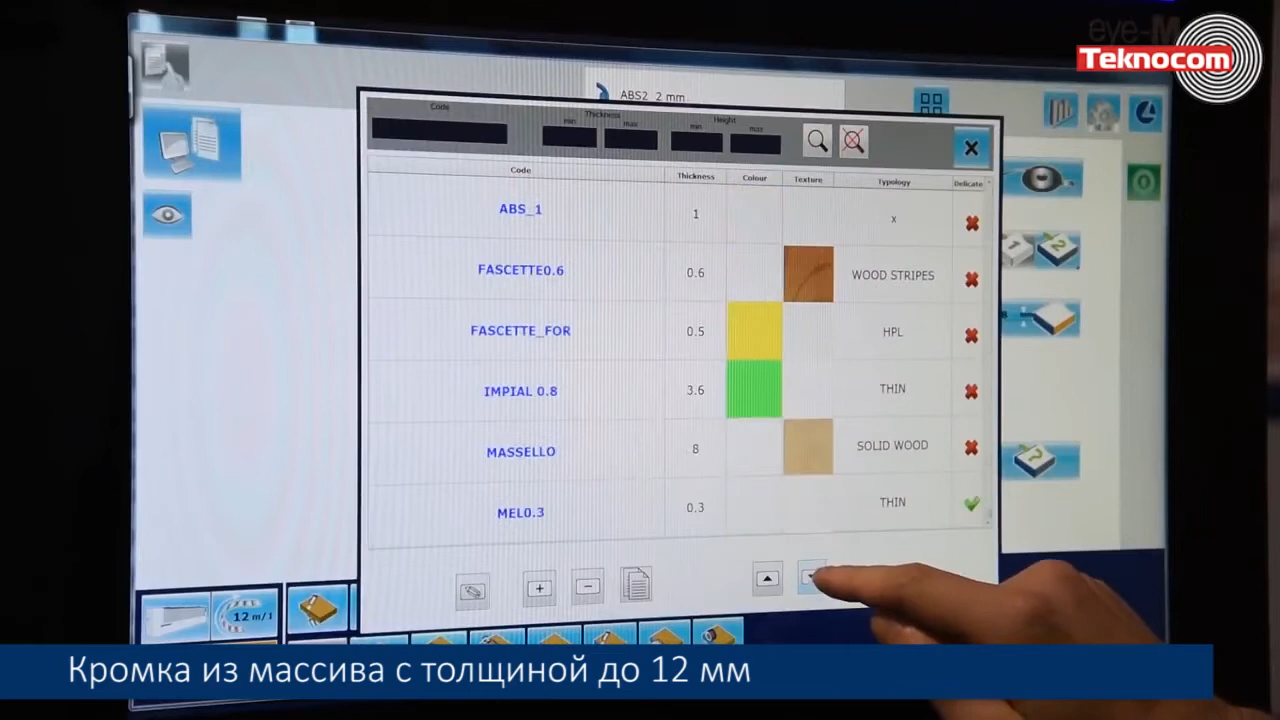 eye-M
Teknocom
ABS2 2 mm
Code
Thickness
min
max
Height
min
max
Code
Thickness
Colour
Texture
Typology
Delicate
ABS_1
1
x
FASCETTE0.6
0.6
WOOD STRIPES
FASCETTE_FOR
0.5
HPL
IMPIAL 0.8
3.6
THIN
MASSELLO
8
SOLID WOOD
MEL0.3
0.3
THIN
1
2
?
12 m/
Кромка из массива с толщиной до 12 мм